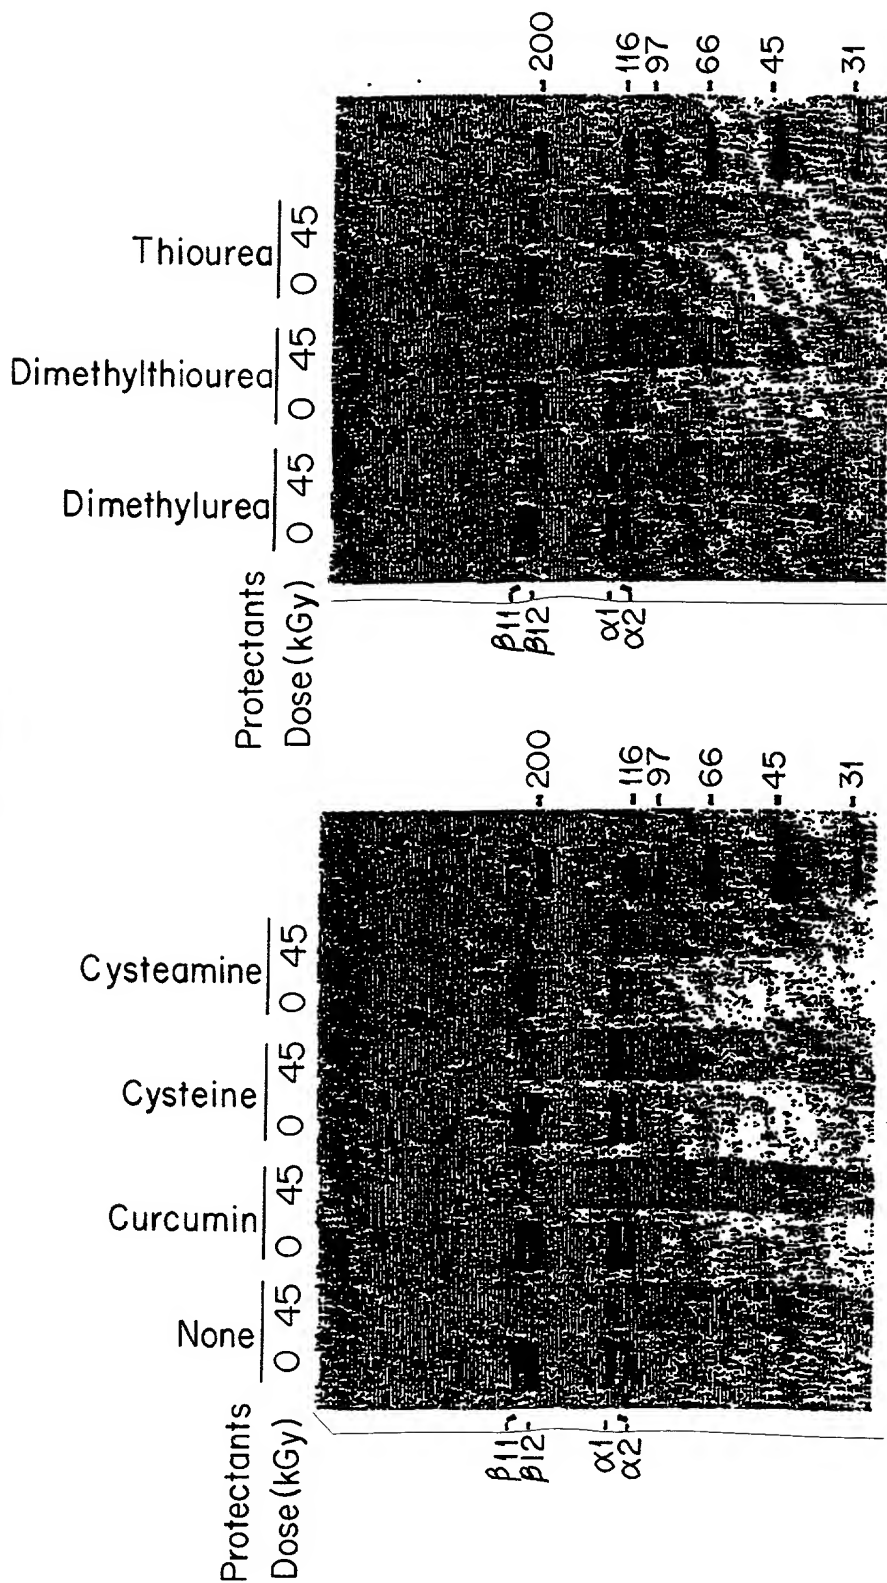 Thiourea
0 45
Dimethylthiourea
0 45
Dimethylurea
0 45
Protectants
Dose (kGy)
β11
β12
α1
α2
-200
-116
-97
-66
-45
-31
Cysteamine
0 45
Cysteine
0 45
Curcumin
0 45
None
0 45
Protectants
Dose (kGy)
β11
β12
α1
α2
-200
-116
-97
-66
-45
-31